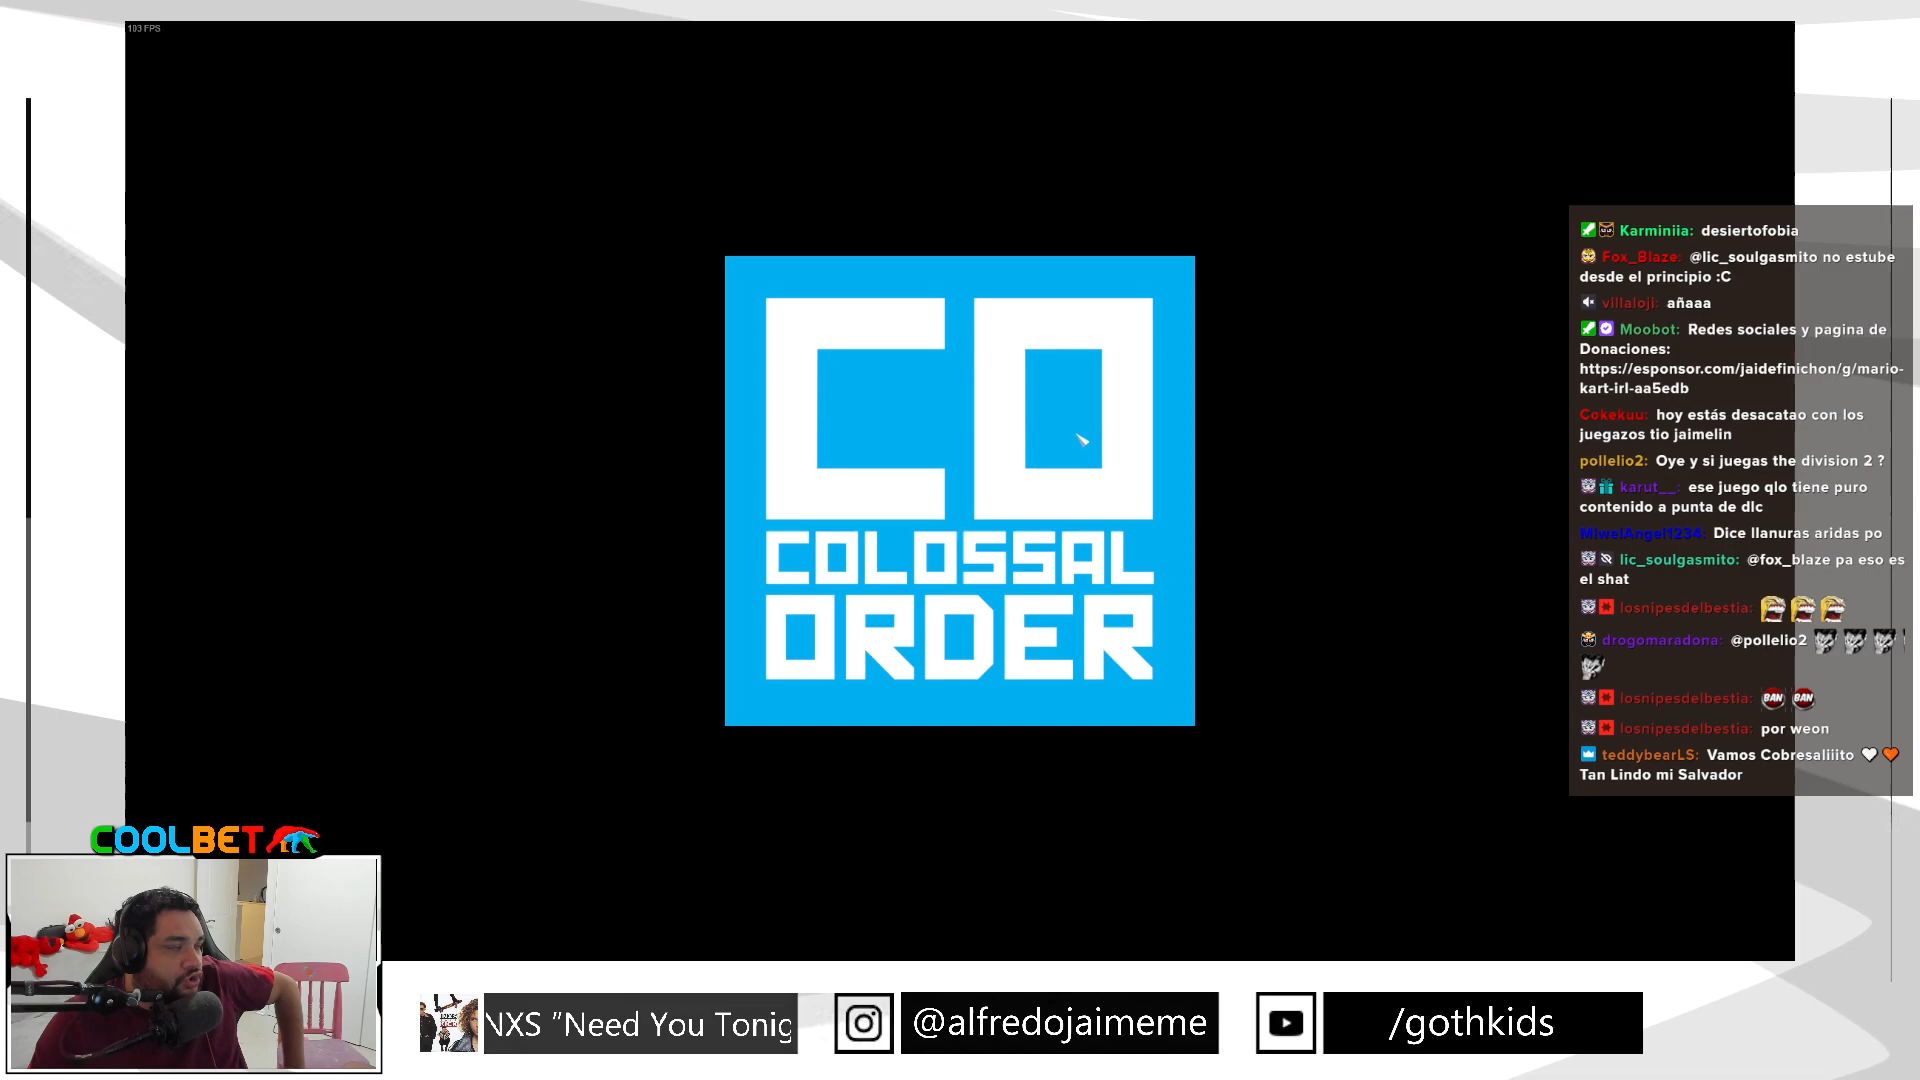 103 FPS
CO
COLOSSAL
ORDER
Karminiia: desiertofobia
Fox_Blaze: @lic_soulgasmito no estube
desde el principio :C
villaloji: añaaa
Moobot: Redes sociales y pagina de
Donaciones:
https://esponsor.com/jaidefinichon/g/mario-
kart-irl-aa5edb
Cokekuu: hoy estás desacatao con los
juegazos tio jaimelin
pollelio2: Oye y si juegas the division 2 ?
karut__: ese juego qlo tiene puro
contenido a punta de dlc
MiwelAngel1234: Dice llanuras aridas po
lic_soulgasmito: @fox_blaze pa eso es
el shat
losnipesdelbestia:
drogomaradona: @pollelio2
losnipesdelbestia: BAN BAN
losnipesdelbestia: por weon
teddybearLS: Vamos Cobresaliiito 🤍🧡
Tan Lindo mi Salvador
COOLBET
NXS "Need You Tonig
@alfredojaimeme
/gothkids